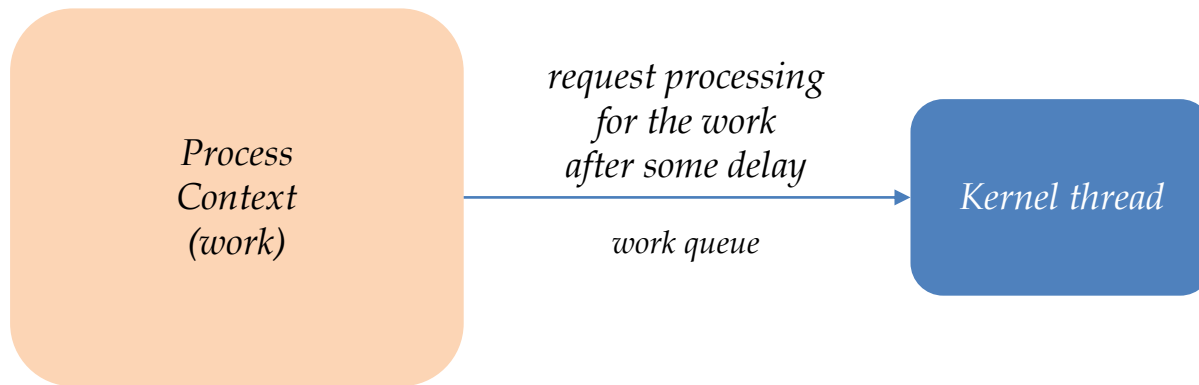 Process
Context
(work)
request processing
for the work
after some delay
work queue
Kernel thread